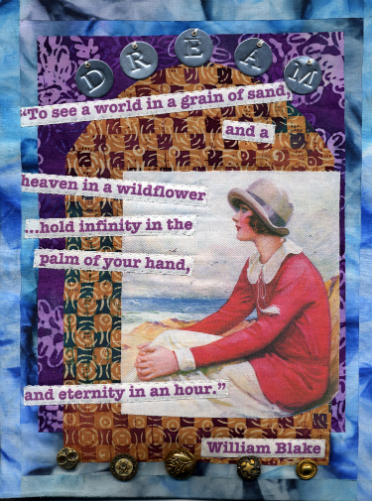 DREAM
"To see a world in a grain of sand,
and a
heaven in a wildflower
...hold infinity in the
palm of your hand,
and eternity in an hour."
William Blake